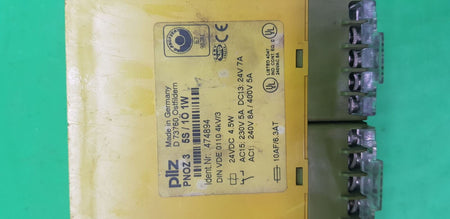 pilz
Made in Germany
D 73760 Ostfildern
PNOZ 3 5S / 1Ö 1W
Ident.Nr: 474894
DIN VDE 0110 4kV/3
24VDC 4.5W
AC15: 230V 5A DC13: 24V 7A
AC1: 240V 8A / 400V 5A
10AF/6.3AT